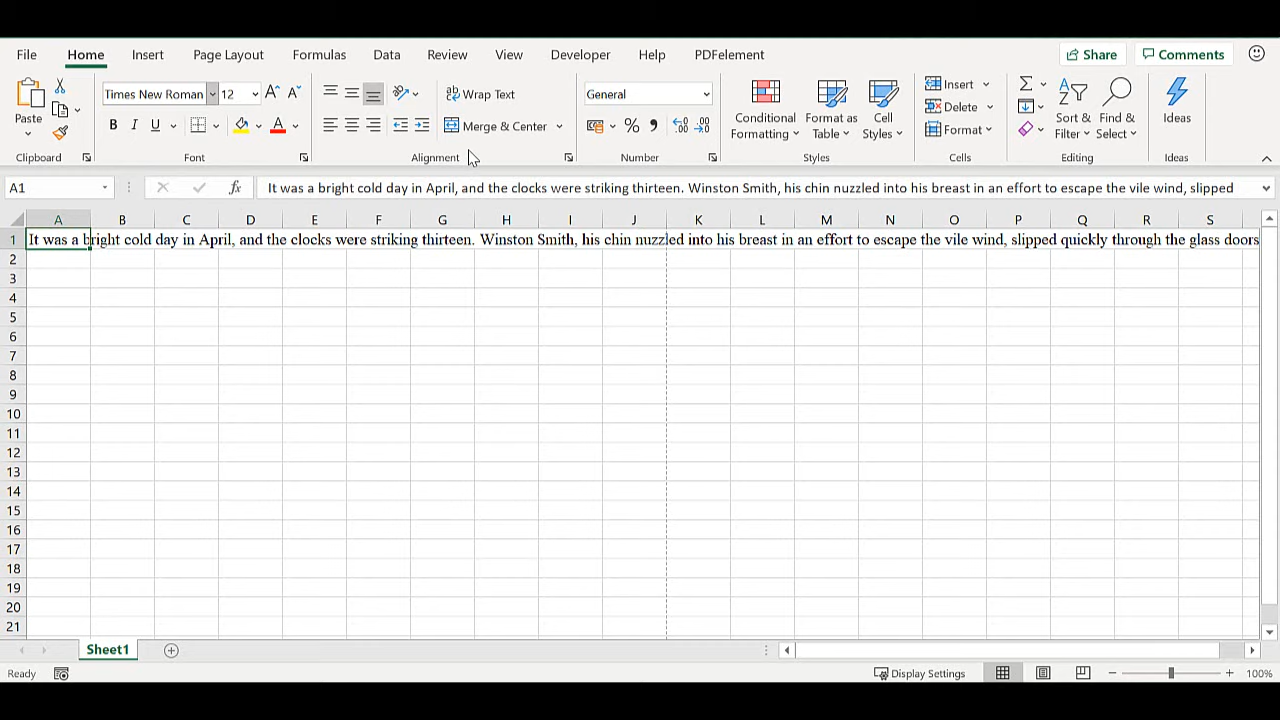 File Home Insert Page Layout Formulas Data Review View Developer Help PDFelement Share Comments
Times New Roman 12 Wrap Text General Insert
Paste Conditional Formatting Format as Table Cell Styles Delete Sort & Filter Find & Select Ideas
B I U Merge & Center % Format
Clipboard Font Alignment Number Styles Cells Editing Ideas
A1 fx It was a bright cold day in April, and the clocks were striking thirteen. Winston Smith, his chin nuzzled into his breast in an effort to escape the vile wind, slipped
A B C D E F G H I J K L M N O P Q R S
1 It was a bright cold day in April, and the clocks were striking thirteen. Winston Smith, his chin nuzzled into his breast in an effort to escape the vile wind, slipped quickly through the glass doors
2
3
4
5
6
7
8
9
10
11
12
13
14
15
16
17
18
19
20
21
Sheet1
Ready Display Settings 100%